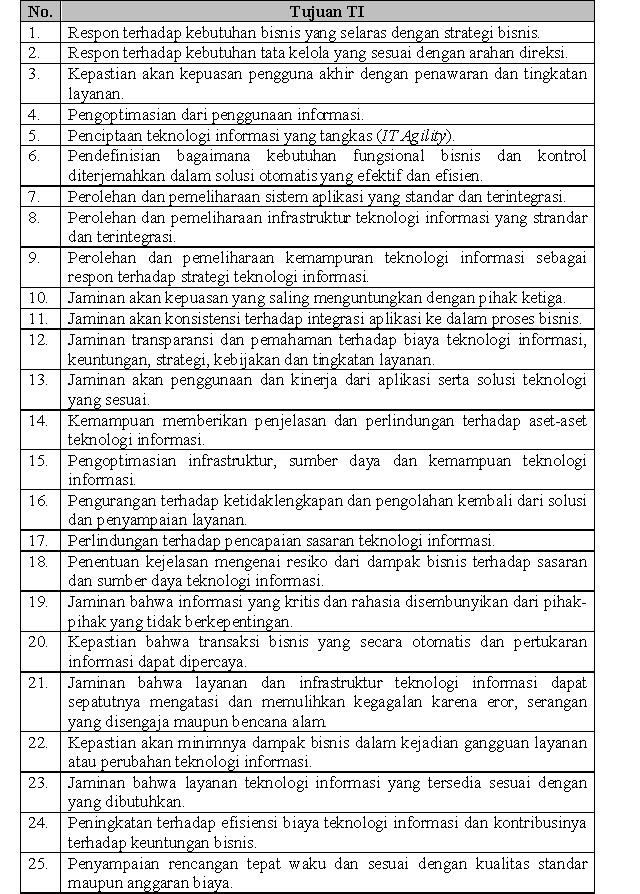 No. Tujuan TI
1. Respon terhadap kebutuhan bisnis yang selaras dengan strategi bisnis.
2. Respon terhadap kebutuhan tata kelola yang sesuai dengan arahan direksi.
3. Kepastian akan kepuasan pengguna akhir dengan penawaran dan tingkatan
layanan.
4. Pengoptimasian dari penggunaan informasi.
5. Penciptaan teknologi informasi yang tangkas (IT Agility).
6. Pendefinisian bagaimana kebutuhan fungsional bisnis dan kontrol
diterjemahkan dalam solusi otomatis yang efektif dan efisien.
7. Perolehan dan pemeliharaan sistem aplikasi yang standar dan terintegrasi.
8. Perolehan dan pemeliharaan infrastruktur teknologi informasi yang strandar
dan terintegrasi.
9. Perolehan dan pemeliharaan kemampuran teknologi informasi sebagai
respon terhadap strategi teknologi informasi.
10. Jaminan akan kepuasan yang saling menguntungkan dengan pihak ketiga.
11. Jaminan akan konsistensi terhadap integrasi aplikasi ke dalam proses bisnis.
12. Jaminan transparansi dan pemahaman terhadap biaya teknologi informasi,
keuntungan, strategi, kebijakan dan tingkatan layanan.
13. Jaminan akan penggunaan dan kinerja dari aplikasi serta solusi teknologi
yang sesuai.
14. Kemampuan memberikan penjelasan dan perlindungan terhadap aset-aset
teknologi informasi.
15. Pengoptimasian infrastruktur, sumber daya dan kemampuan teknologi
informasi.
16. Pengurangan terhadap ketidaklengkapan dan pengolahan kembali dari solusi
dan penyampaian layanan.
17. Perlindungan terhadap pencapaian sasaran teknologi informasi.
18. Penentuan kejelasan mengenai resiko dari dampak bisnis terhadap sasaran
dan sumber daya teknologi informasi.
19. Jaminan bahwa informasi yang kritis dan rahasia disembunyikan dari pihak-
pihak yang tidak berkepentingan.
20. Kepastian bahwa transaksi bisnis yang secara otomatis dan pertukaran
informasi dapat dipercaya.
21. Jaminan bahwa layanan dan infrastruktur teknologi informasi dapat
sepatutnya mengatasi dan memulihkan kegagalan karena eror, serangan
yang disengaja maupun bencana alam.
22. Kepastian akan minimnya dampak bisnis dalam kejadian gangguan layanan
atau perubahan teknologi informasi.
23. Jaminan bahwa layanan teknologi informasi yang tersedia sesuai dengan
yang dibutuhkan.
24. Peningkatan terhadap efisiensi biaya teknologi informasi dan kontribusinya
terhadap keuntungan bisnis.
25. Penyampaian rencangan tepat waku dan sesuai dengan kualitas standar
maupun anggaran biaya.